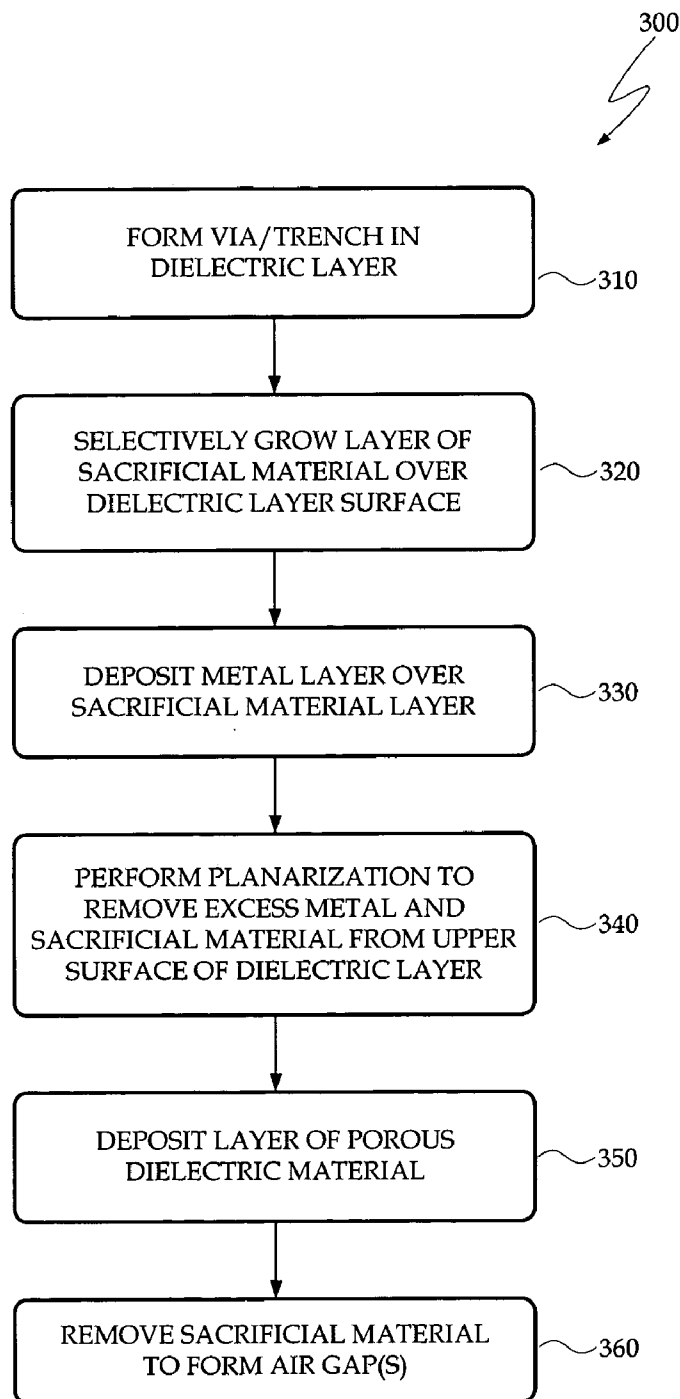 300
FORM VIA/TRENCH IN
DIELECTRIC LAYER
310
SELECTIVELY GROW LAYER OF
SACRIFICIAL MATERIAL OVER
DIELECTRIC LAYER SURFACE
320
DEPOSIT METAL LAYER OVER
SACRIFICIAL MATERIAL LAYER
330
PERFORM PLANARIZATION TO
REMOVE EXCESS METAL AND
SACRIFICIAL MATERIAL FROM UPPER
SURFACE OF DIELECTRIC LAYER
340
DEPOSIT LAYER OF POROUS
DIELECTRIC MATERIAL
350
REMOVE SACRIFICIAL MATERIAL
TO FORM AIR GAP(S)
360